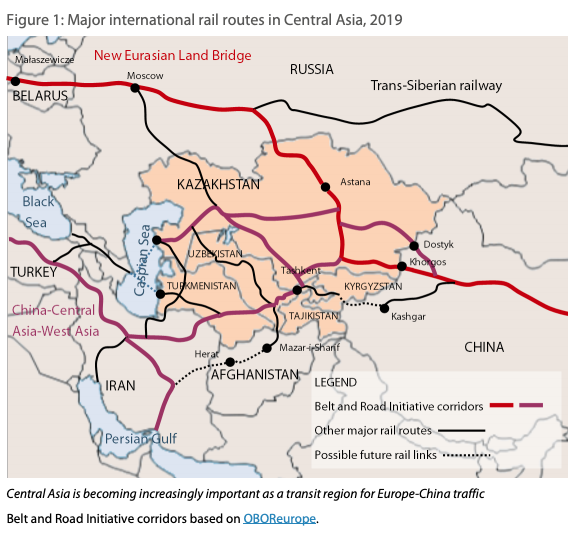 Figure 1: Major international rail routes in Central Asia, 2019
New Eurasian Land Bridge
Małaszewicze
Moscow
RUSSIA
Trans-Siberian railway
BELARUS
KAZAKHSTAN
Astana
Black
Sea
Caspian Sea
UZBEKISTAN
Dostyk
Khorgos
TURKEY
Tashkent
TURKMENISTAN
KYRGYZSTAN
China-Central
Asia-West Asia
TAJIKISTAN
Kashgar
Herat
Mazar-i-Sharif
CHINA
AFGHANISTAN
IRAN
Persian Gulf
LEGEND
Belt and Road Initiative corridors
Other major rail routes
Possible future rail links
Central Asia is becoming increasingly important as a transit region for Europe-China traffic
Belt and Road Initiative corridors based on OBOReurope.